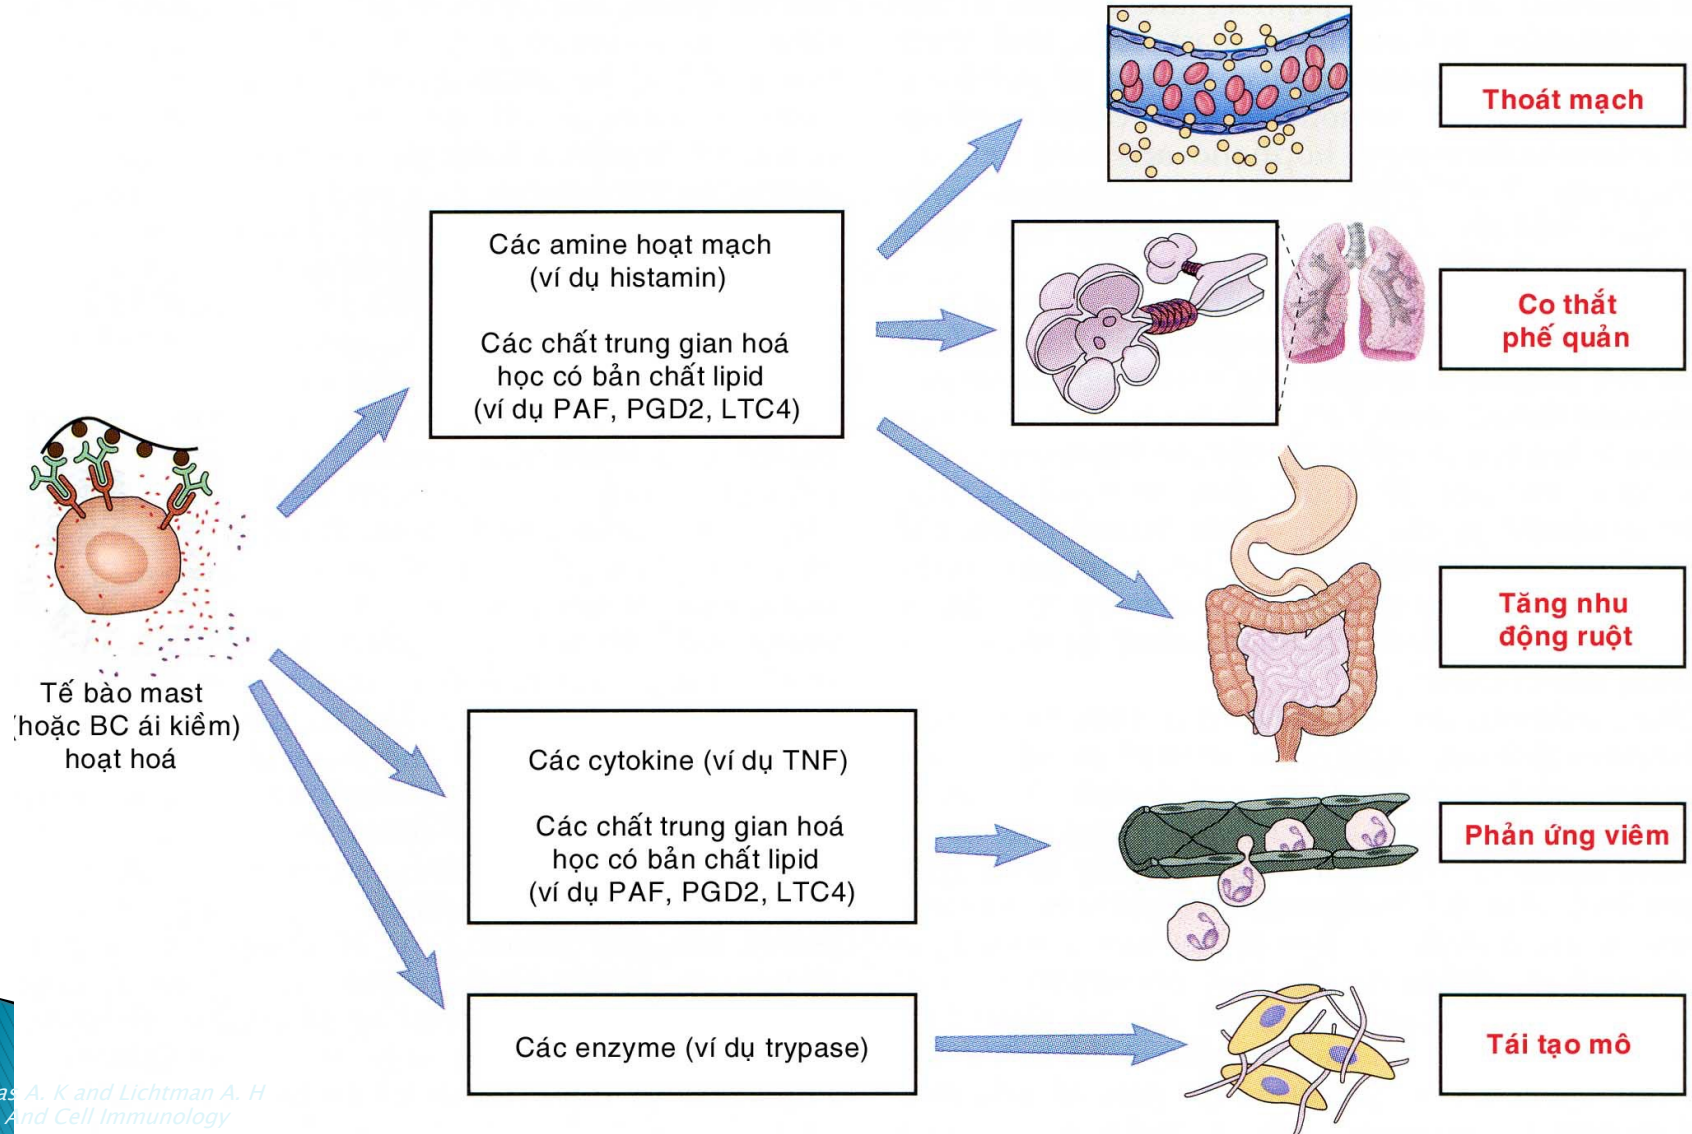 Thoát mạch
Các amine hoạt mạch
(ví dụ histamin)
Các chất trung gian hoá
học có bản chất lipid
(ví dụ PAF, PGD2, LTC4)
Co thắt
phế quản
Tăng nhu
động ruột
Tế bào mast
(hoặc BC ái kiềm)
hoạt hoá
Các cytokine (ví dụ TNF)
Các chất trung gian hoá
học có bản chất lipid
(ví dụ PAF, PGD2, LTC4)
Phản ứng viêm
Các enzyme (ví dụ trypase)
Tái tạo mô
as A. K and Lichtman A. H
And Cell Immunology